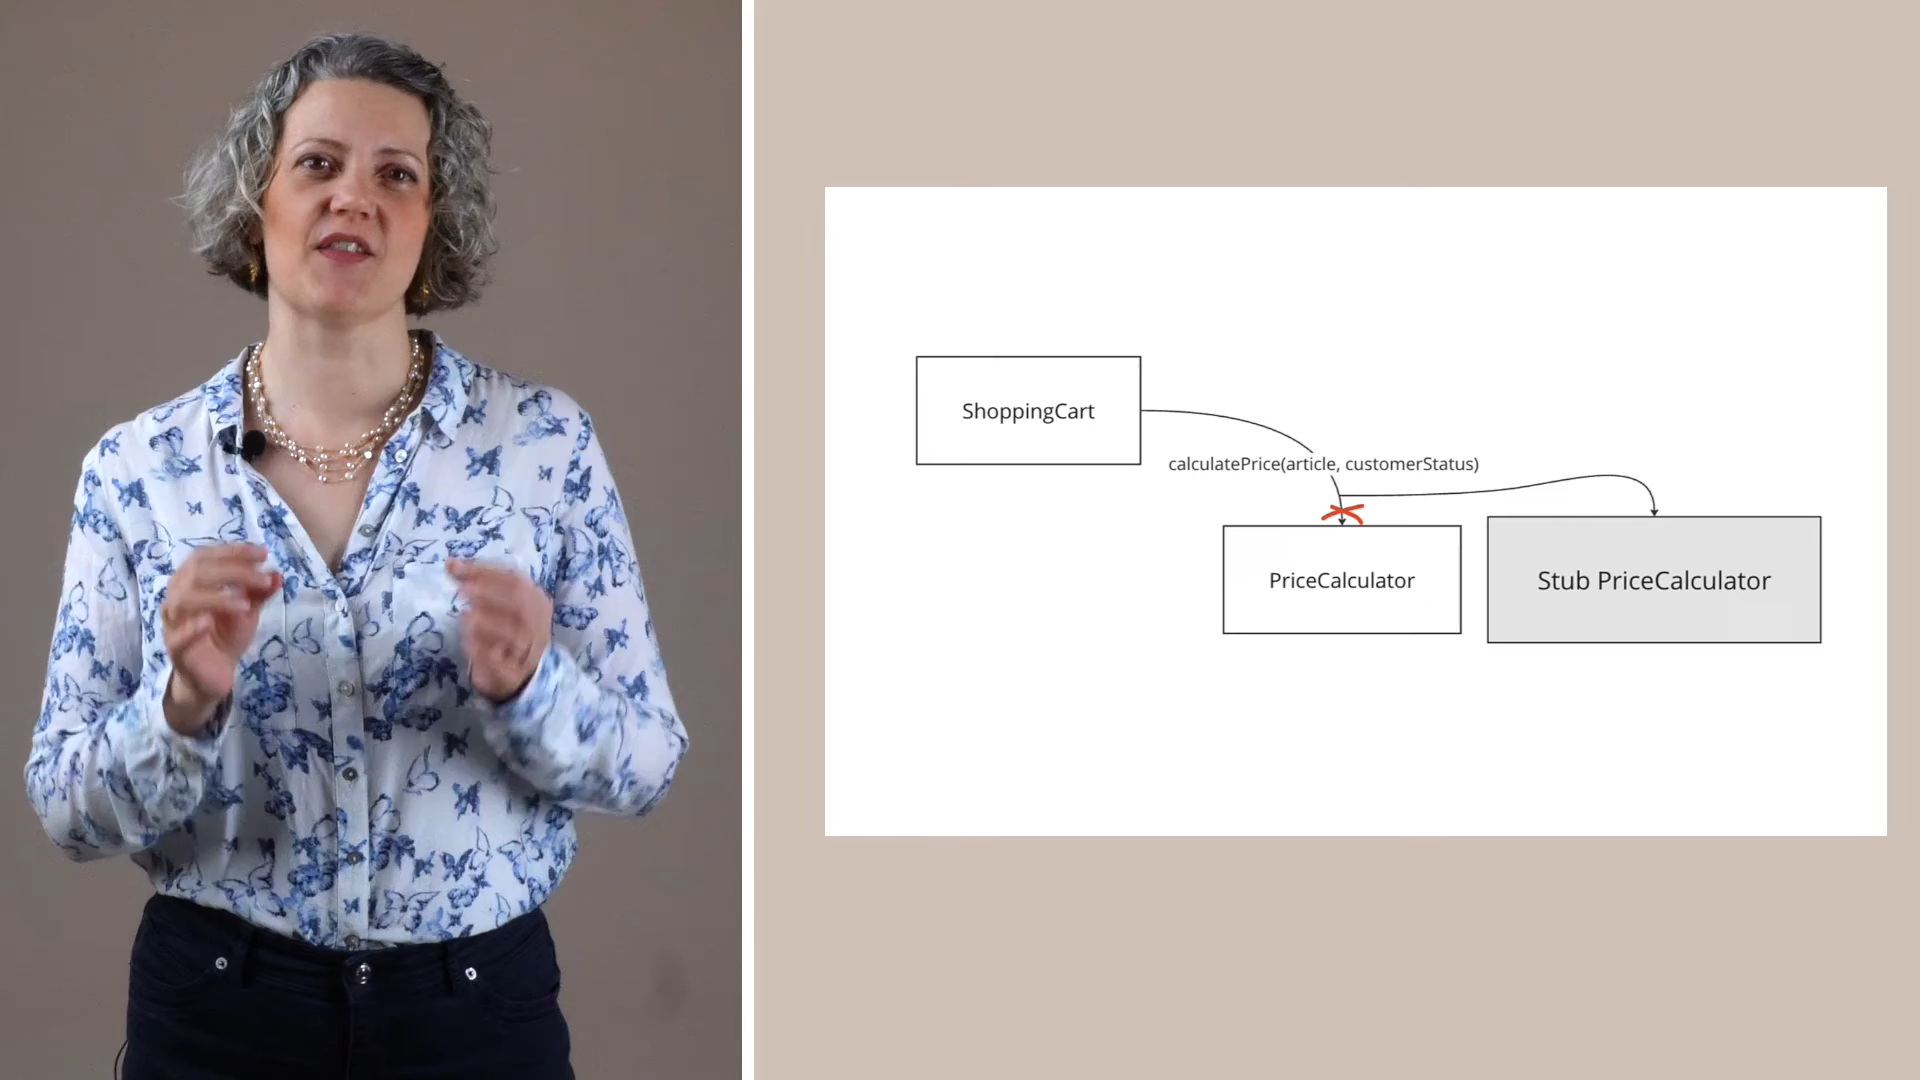 ShoppingCart
calculatePrice(article, customerStatus)
PriceCalculator
Stub PriceCalculator